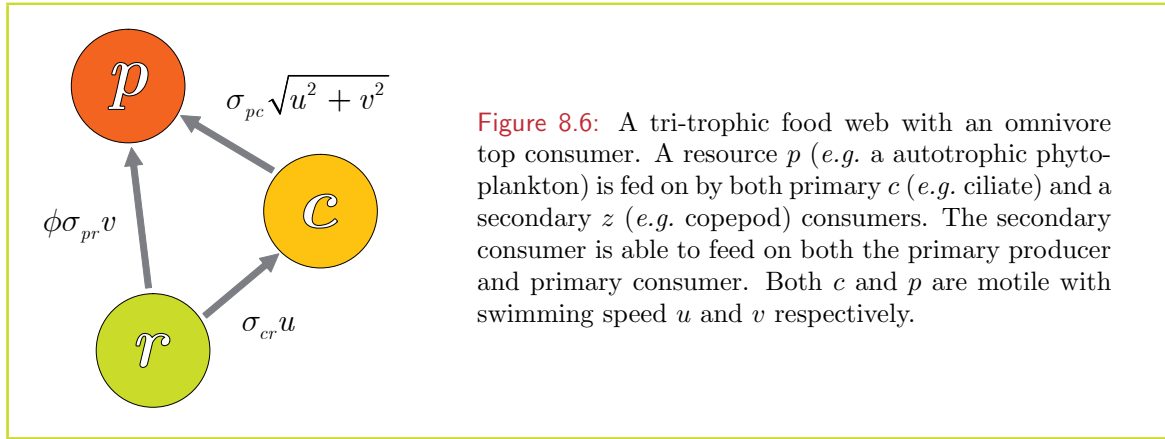 p
σ_pc √(u² + v²)
c
ϕσ_pr v
r
σ_cr u
Figure 8.6: A tri-trophic food web with an omnivore
top consumer. A resource p (e.g. a autotrophic phyto-
plankton) is fed on by both primary c (e.g. ciliate) and a
secondary z (e.g. copepod) consumers. The secondary
consumer is able to feed on both the primary producer
and primary consumer. Both c and p are motile with
swimming speed u and v respectively.